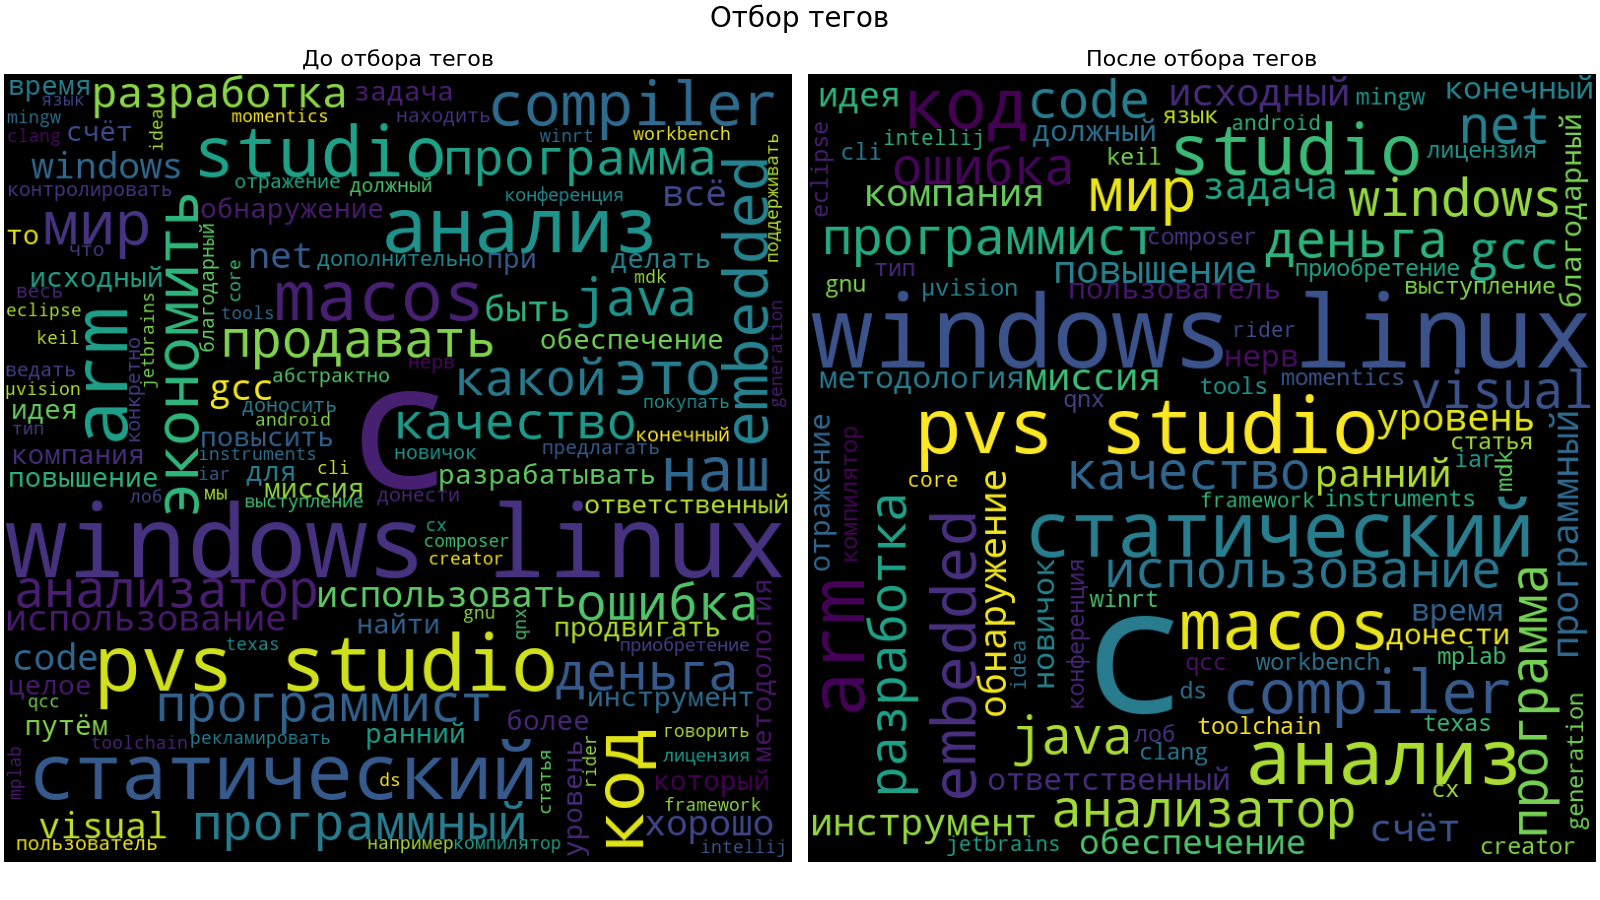 Отбор тегов
До отбора тегов
время
разработка
задача
compiler
язык
mingw
idea
momentics
находить
clang
счёт
winrt
workbench
studio
программа
windows
отражение
должный
контролировать
конференция
всё
поддерживать
экономить
обнаружение
анализ
embedded
то
мир
что
благодарный
net
дополнительно
при
делать
исходный
core
mdk
весь
macos
быть
java
eclipse
jetbrains
tools
generation
arm
keil
продавать
обеспечение
конкретно
нерв
ведать
абстрактно
какой
это
µvision
gcc
идея
доносить
покупать
android
C
качество
тип
повысить
конечный
компания
instruments
новичок
предлагать
наш
повышение
iar
для
cli
разрабатывать
лоб
мы
миссия
выступление
донести
ответственный
windows linux
cx
composer
creator
анализатор
использовать
ошибка
методология
использование
найти
gnu
qnx
продвигать
code
texas
приобретение
pvs studio
деньга
целое
qcc
программист
инструмент
путём
более
toolchain
рекламировать
ранний
говорить
mplab
статический
ds
статья
уровень
rider
код
лицензия
который
framework
visual
программный
хорошо
пользователь
например
компилятор
intellij
После отбора тегов
идея
код
code
исходный
mingw
конечный
язык
android
net
eclipse
cli
intellij
должный
ошибка
keil
studio
лицензия
благодарный
компания
мир
задача
windows
программист
composer
деньга
gcc
тип
повышение
приобретение
gnu
µvision
пользователь
выступление
windows linux
rider
нерв
методология
миссия
tools
momentics
visual
qnx
pvs studio
уровень
отражение
компилятор
статья
core
качество
ранний
iar
mdk
программный
framework
instruments
разработка
embedded
обнаружение
статический
новичок
конференция
использование
arm
winrt
C
macos
время
донести
программа
idea
qcc
workbench
mplab
ds
compiler
java
лоб
toolchain
texas
generation
clang
анализ
ответственный
cx
инструмент
анализатор
счёт
jetbrains
обеспечение
creator